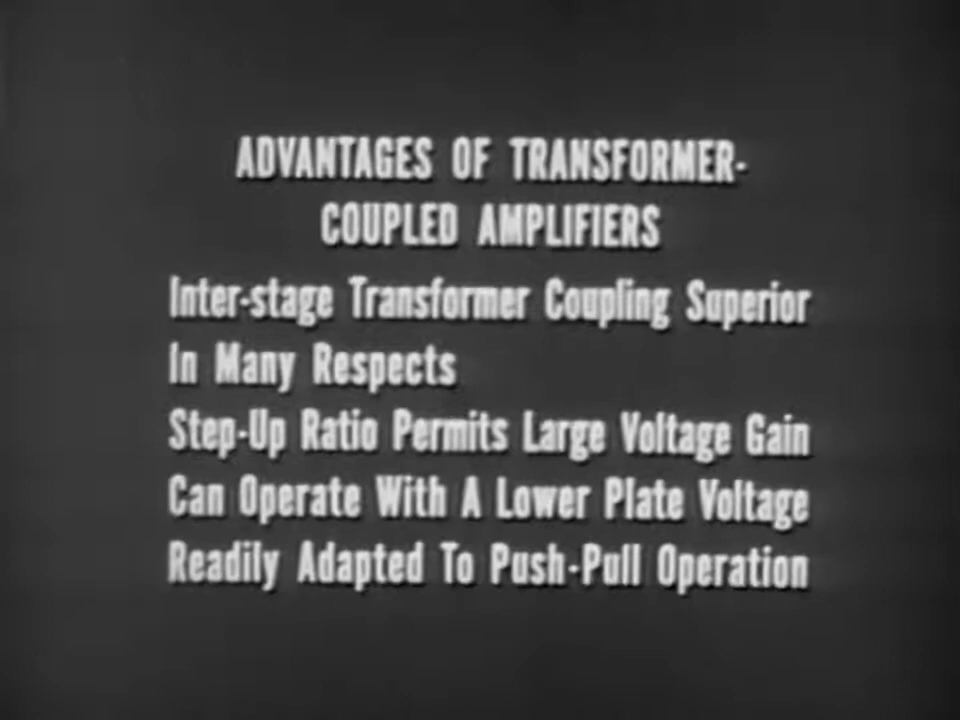 ADVANTAGES OF TRANSFORMER-
COUPLED AMPLIFIERS
Inter-stage Transformer Coupling Superior
In Many Respects
Step-Up Ratio Permits Large Voltage Gain
Can Operate With A Lower Plate Voltage
Readily Adapted To Push-Pull Operation